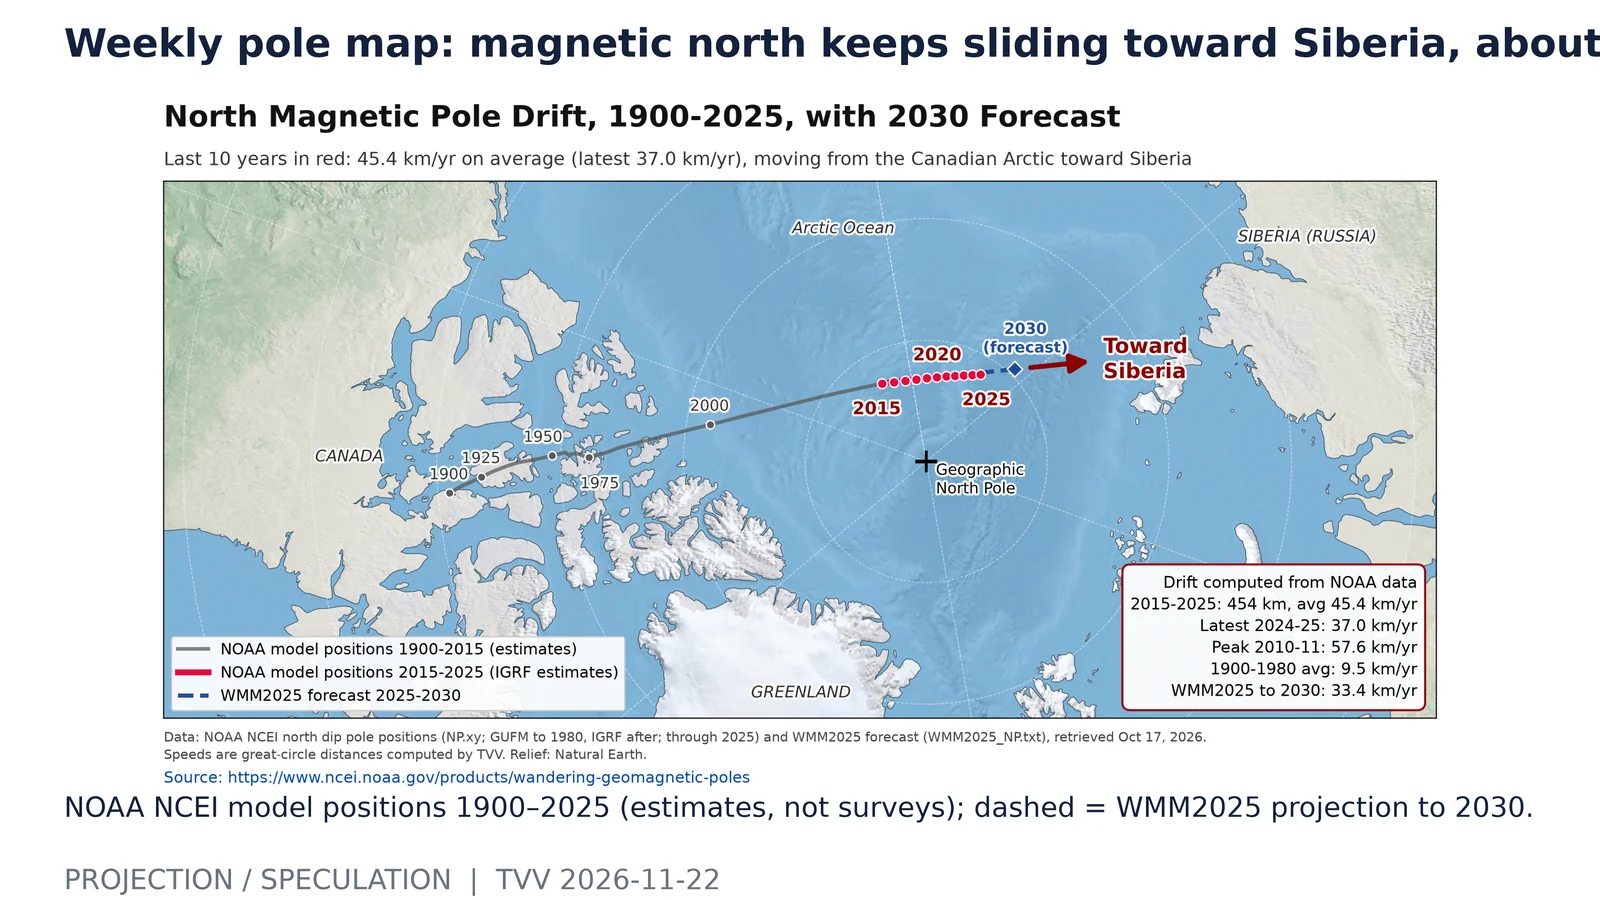 Weekly pole map: magnetic north keeps sliding toward Siberia, about
North Magnetic Pole Drift, 1900-2025, with 2030 Forecast
Last 10 years in red: 45.4 km/yr on average (latest 37.0 km/yr), moving from the Canadian Arctic toward Siberia
Arctic Ocean
SIBERIA (RUSSIA)
2030
(forecast)
2020
Toward
Siberia
2015
2025
2000
1950
1925
1900
1975
CANADA
Geographic
North Pole
GREENLAND
Drift computed from NOAA data
2015-2025: 454 km, avg 45.4 km/yr
Latest 2024-25: 37.0 km/yr
Peak 2010-11: 57.6 km/yr
1900-1980 avg: 9.5 km/yr
WMM2025 to 2030: 33.4 km/yr
NOAA model positions 1900-2015 (estimates)
NOAA model positions 2015-2025 (IGRF estimates)
WMM2025 forecast 2025-2030
Data: NOAA NCEI north dip pole positions (NP.xy; GUFM to 1980, IGRF after; through 2025) and WMM2025 forecast (WMM2025_NP.txt), retrieved Oct 17, 2026.
Speeds are great-circle distances computed by TVV. Relief: Natural Earth.
Source: https://www.ncei.noaa.gov/products/wandering-geomagnetic-poles
NOAA NCEI model positions 1900–2025 (estimates, not surveys); dashed = WMM2025 projection to 2030.
PROJECTION / SPECULATION | TVV 2026-11-22